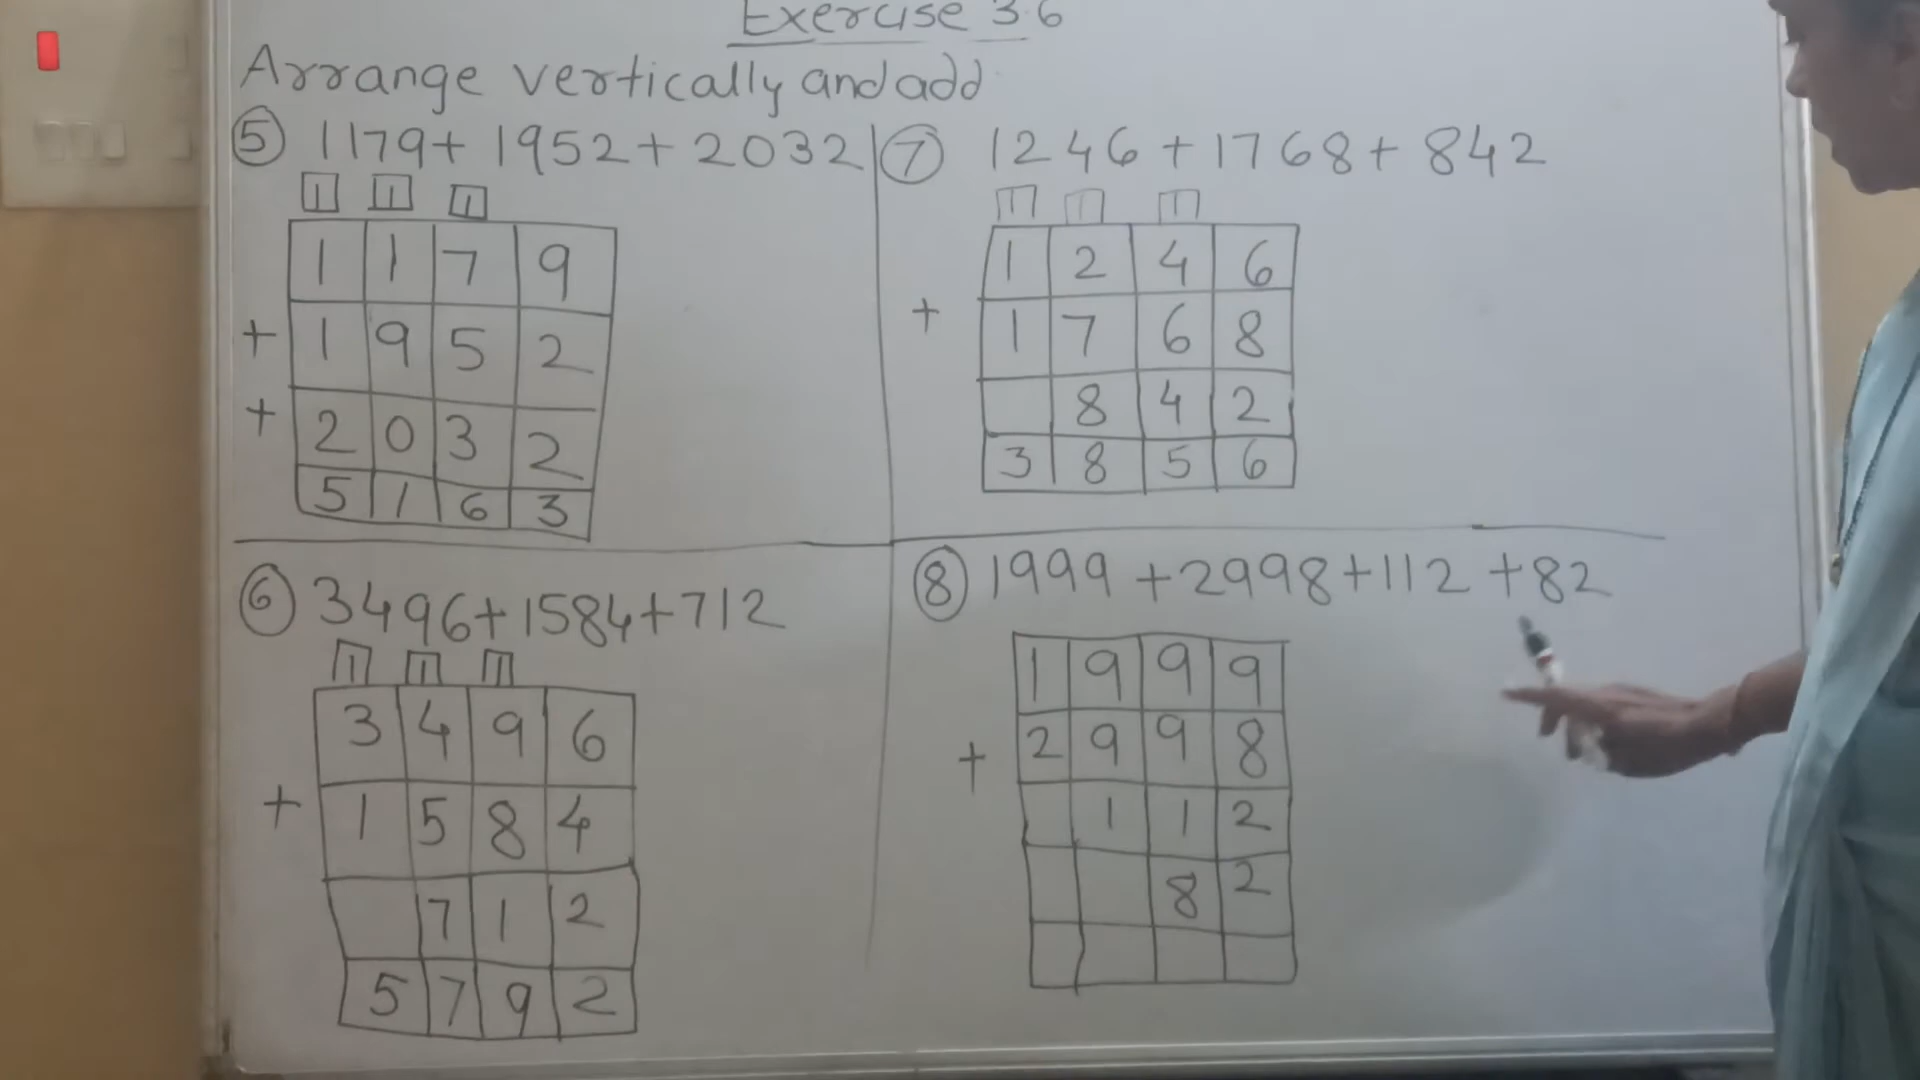 Exercise 3.6
Arrange vertically and add
⑤ 1179+ 1952+2032
1 1 1
1 1 7 9
+ 1 9 5 2
+ 2 0 3 2
5 1 6 3
⑥ 3496+1584+712
1 1 1
3 4 9 6
+ 1 5 8 4
7 1 2
5 7 9 2
⑦ 1246+1768+842
1 1 1
1 2 4 6
+ 1 7 6 8
8 4 2
3 8 5 6
⑧ 1999+2998+112+82
1 9 9 9
+ 2 9 9 8
1 1 2
8 2